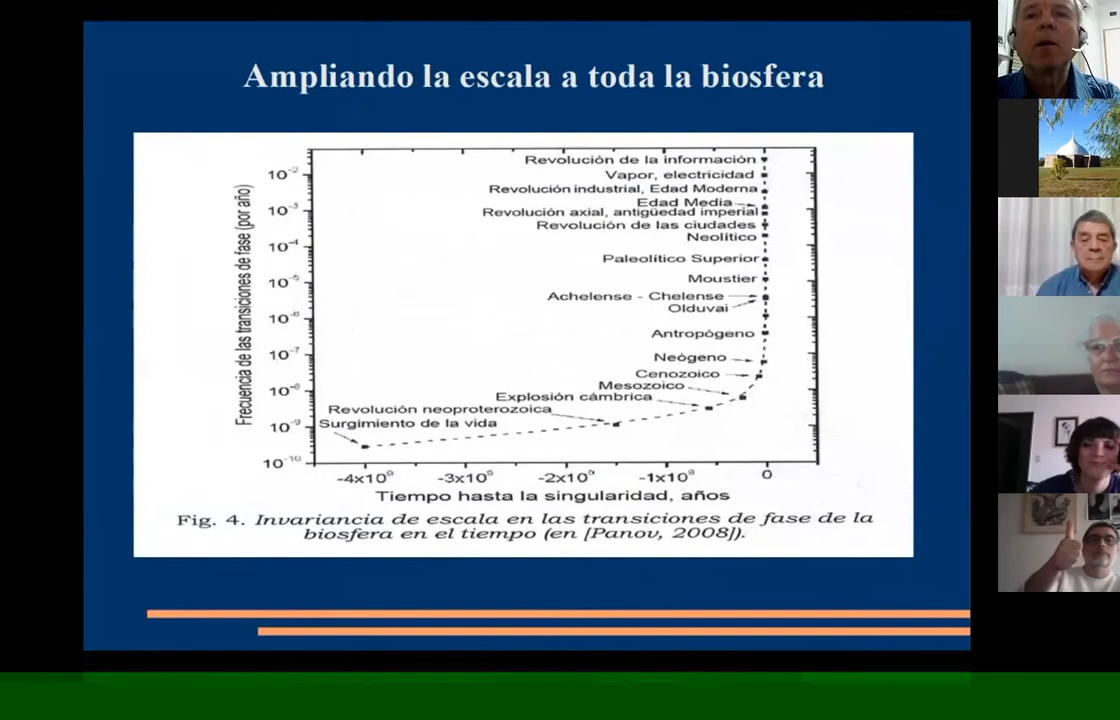 Ampliando la escala a toda la biosfera
Frecuencia de las transiciones de fase (por año)
10⁻²
10⁻³
10⁻⁴
10⁻⁵
10⁻⁶
10⁻⁷
10⁻⁸
10⁻⁹
10⁻¹⁰
Revolución de la información
Vapor, electricidad
Revolución industrial, Edad Moderna
Edad Media
Revolución axial, antigüedad imperial
Revolución de las ciudades
Neolítico
Paleolítico Superior
Moustier
Achelense - Chelense
Olduvai
Antropógeno
Neógeno
Cenozoico
Mesozoico
Explosión cámbrica
Revolución neoproterozoica
Surgimiento de la vida
-4x10⁹ -3x10⁹ -2x10⁹ -1x10⁹ 0
Tiempo hasta la singularidad, años
Fig. 4. Invariancia de escala en las transiciones de fase de la
biosfera en el tiempo (en [Panov, 2008]).